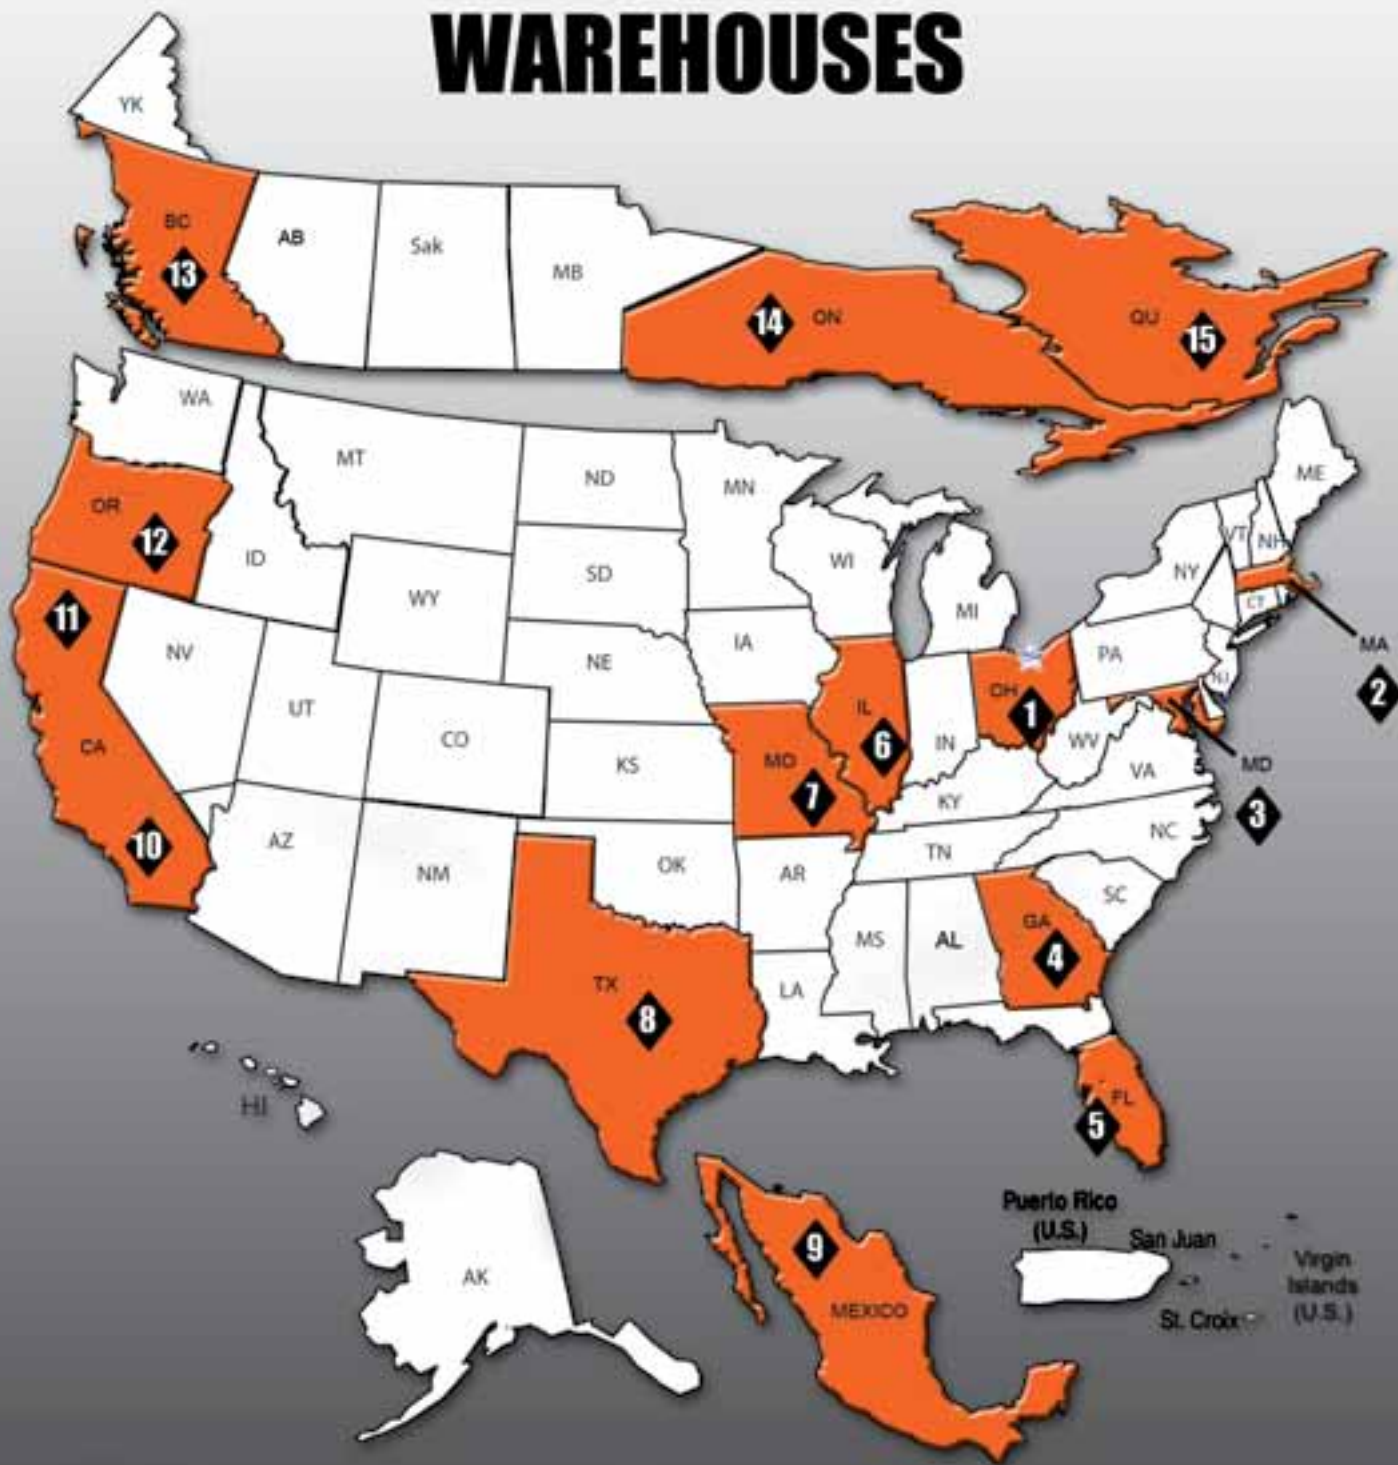 WAREHOUSES
YK
BC
13
AB
Sak
MB
14
ON
QU
15
WA
MT
ND
MN
ME
OR
12
ID
WY
SD
WI
MI
NY
VT
NH
CT
MA
2
11
NV
UT
CO
NE
IA
PA
NJ
CA
10
KS
MO
7
IL
6
IN
OH
1
WV
VA
MD
3
KY
NC
AZ
NM
OK
AR
TN
SC
TX
8
LA
MS
AL
GA
4
FL
5
HI
AK
9
MEXICO
Puerto Rico
(U.S.)
San Juan
Virgin
Islands
(U.S.)
St. Croix